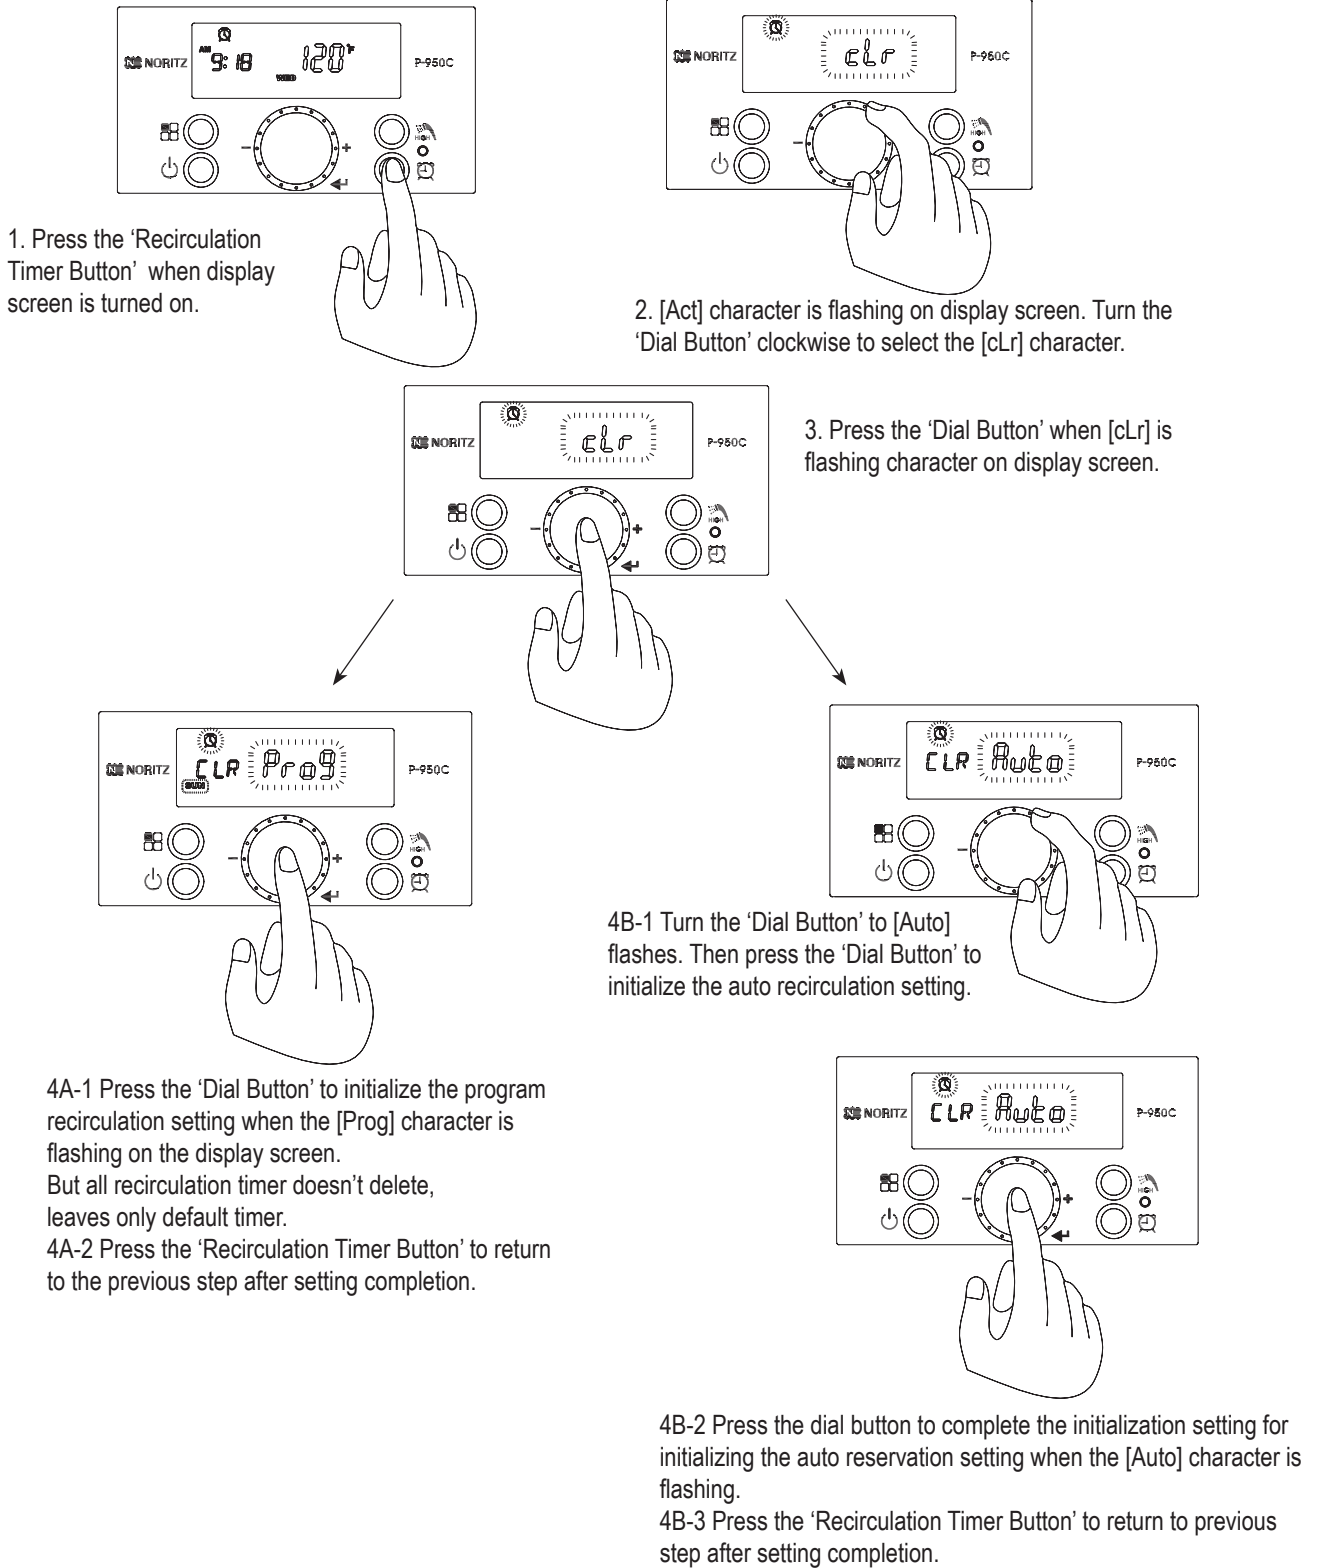 AM
9:18
120°F
WED
NORITZ
P-950C
HIGH
- +
1. Press the ‘Recirculation
Timer Button’ when display
screen is turned on.
cLr
NORITZ
P-950C
HIGH
-
2. [Act] character is flashing on display screen. Turn the
‘Dial Button’ clockwise to select the [cLr] character.
cLr
NORITZ
P-950C
HIGH
- +
3. Press the ‘Dial Button’ when [cLr] is
flashing character on display screen.
CLR Prog
SUN
NORITZ
P-950C
HIGH
- +
4A-1 Press the ‘Dial Button’ to initialize the program
recirculation setting when the [Prog] character is
flashing on the display screen.
But all recirculation timer doesn’t delete,
leaves only default timer.
4A-2 Press the ‘Recirculation Timer Button’ to return
to the previous step after setting completion.
CLR Auto
NORITZ
P-950C
HIGH
-
4B-1 Turn the ‘Dial Button’ to [Auto]
flashes. Then press the ‘Dial Button’ to
initialize the auto recirculation setting.
CLR Auto
NORITZ
P-950C
HIGH
- +
4B-2 Press the dial button to complete the initialization setting for
initializing the auto reservation setting when the [Auto] character is
flashing.
4B-3 Press the ‘Recirculation Timer Button’ to return to previous
step after setting completion.